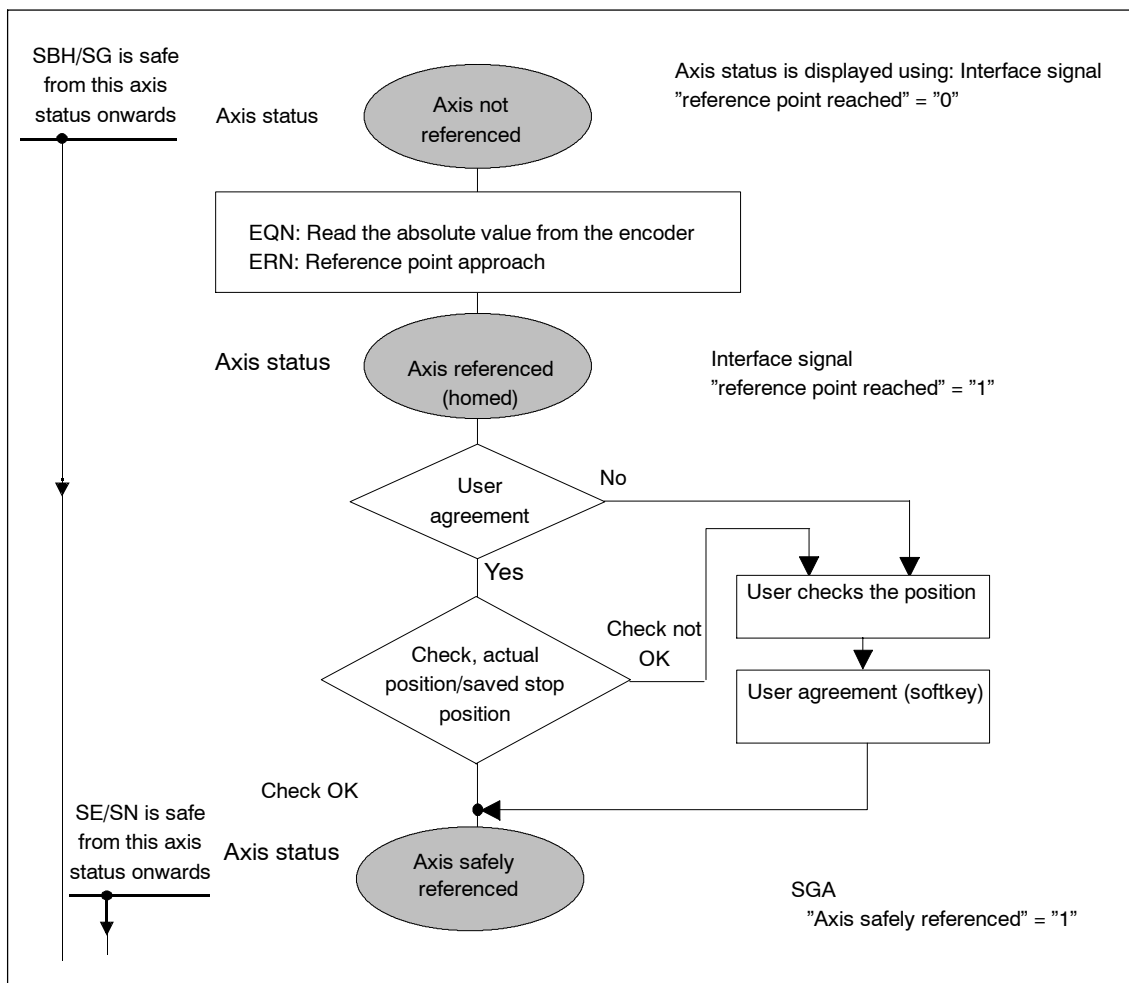 SBH/SG is safe
from this axis
status onwards
Axis status
Axis not
referenced
Axis status is displayed using: Interface signal
”reference point reached” = ”0”
EQN: Read the absolute value from the encoder
ERN: Reference point approach
Axis status
Axis referenced
(homed)
Interface signal
”reference point reached” = ”1”
User
agreement
No
Yes
User checks the position
Check, actual
position/saved stop
position
Check not
OK
User agreement (softkey)
Check OK
SE/SN is safe
from this axis
status onwards
Axis status
Axis safely
referenced
SGA
”Axis safely referenced” = ”1”